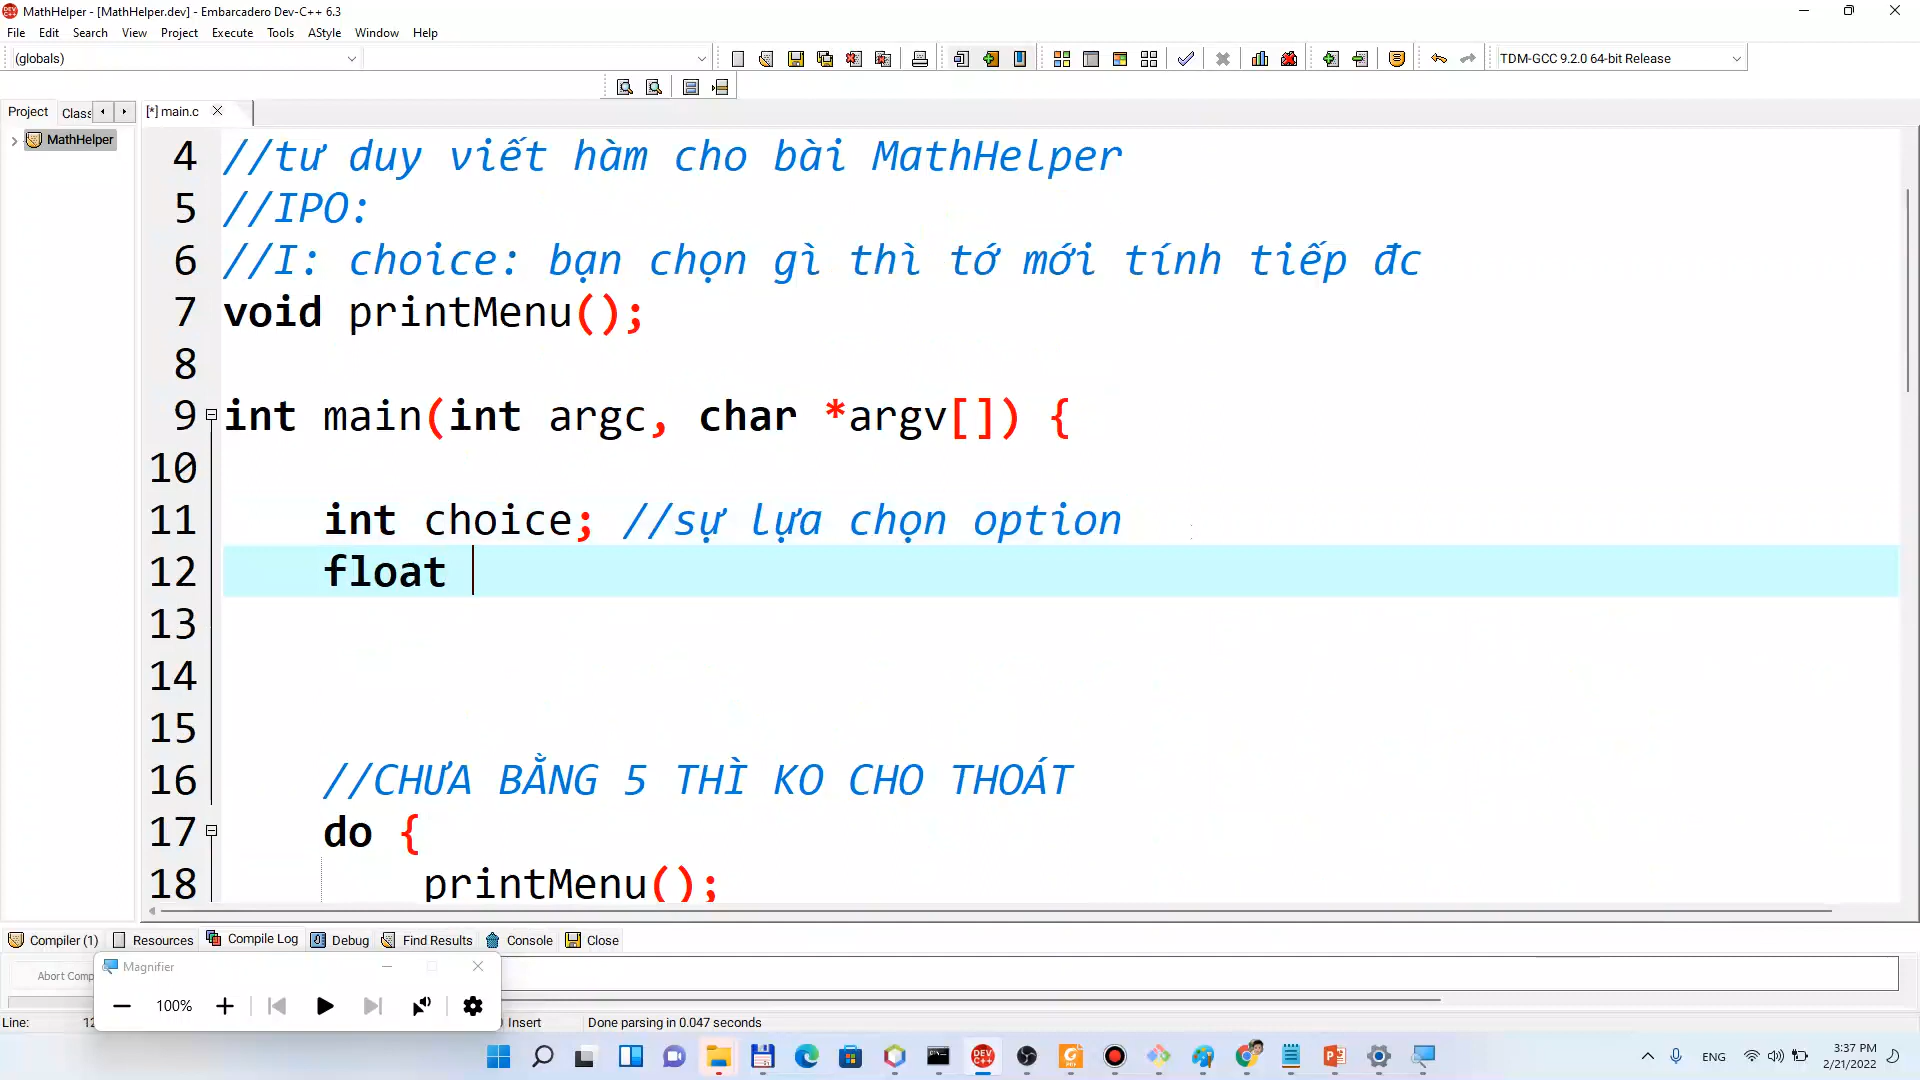 MathHelper - [MathHelper.dev] - Embarcadero Dev-C++ 6.3
File Edit Search View Project Execute Tools AStyle Window Help
(globals)
TDM-GCC 9.2.0 64-bit Release
Project Class
[*] main.c
MathHelper
4 //tư duy viết hàm cho bài MathHelper
5 //IPO:
6 //I: choice: bạn chọn gì thì tớ mới tính tiếp đc
7 void printMenu();
8
9 int main(int argc, char *argv[]) {
10
11 int choice; //sự lựa chọn option
12 float
13
14
15
16 //CHƯA BẰNG 5 THÌ KO CHO THOÁT
17 do {
18 printMenu();
Compiler (1) Resources Compile Log Debug Find Results Console Close
Magnifier
Abort Comp
100%
Line: 12 Insert Done parsing in 0.047 seconds
ENG
3:37 PM
2/21/2022